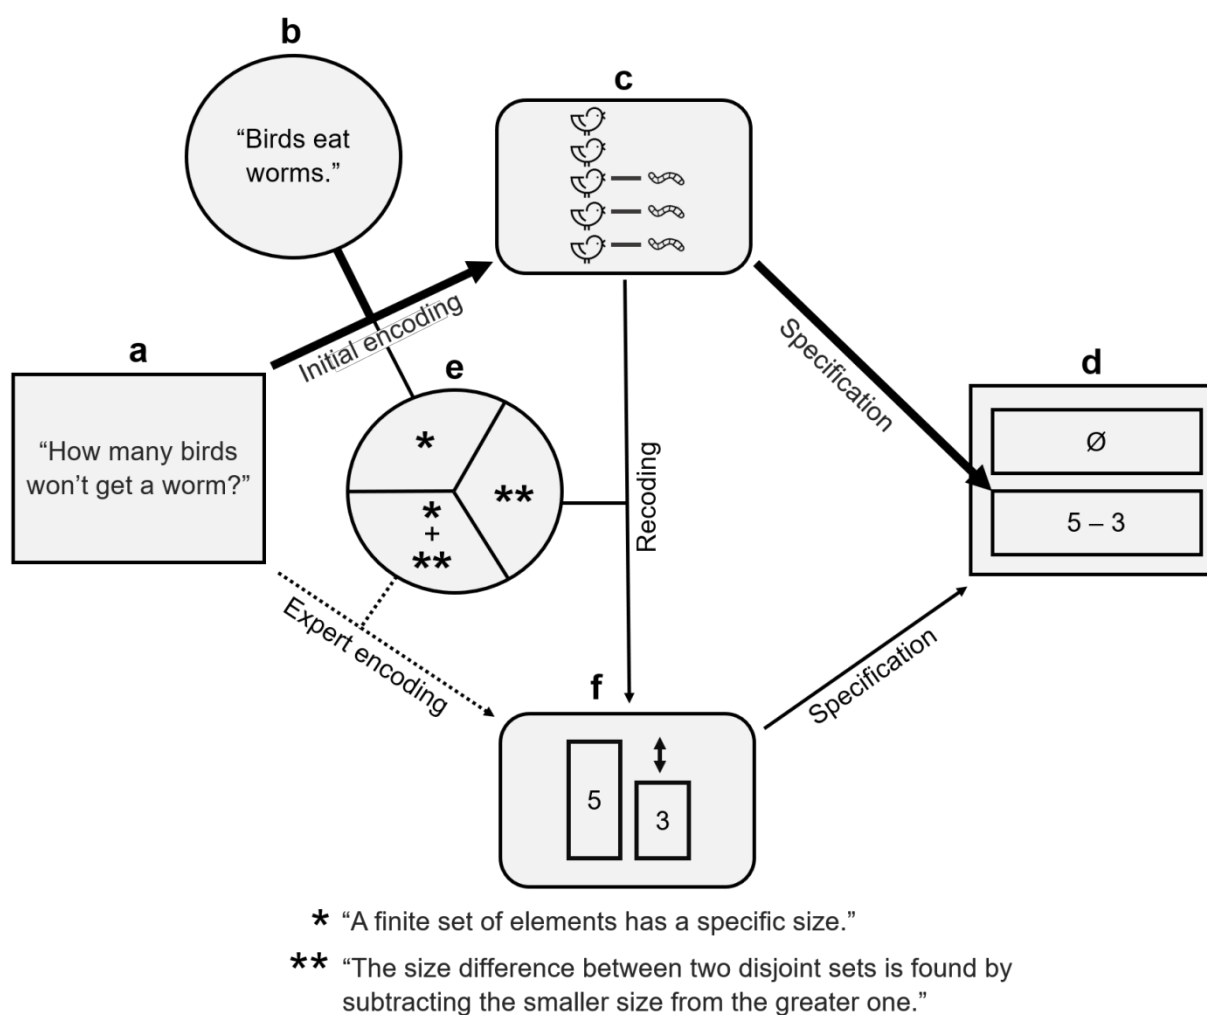 b
“Birds eat
worms.”
c
a
“How many birds
won’t get a worm?”
Initial encoding
e
*
**
*
+
**
Recoding
Specification
d
Ø
5 – 3
Expert encoding
f
5
3
Specification
* “A finite set of elements has a specific size.”
** “The size difference between two disjoint sets is found by
subtracting the smaller size from the greater one.”